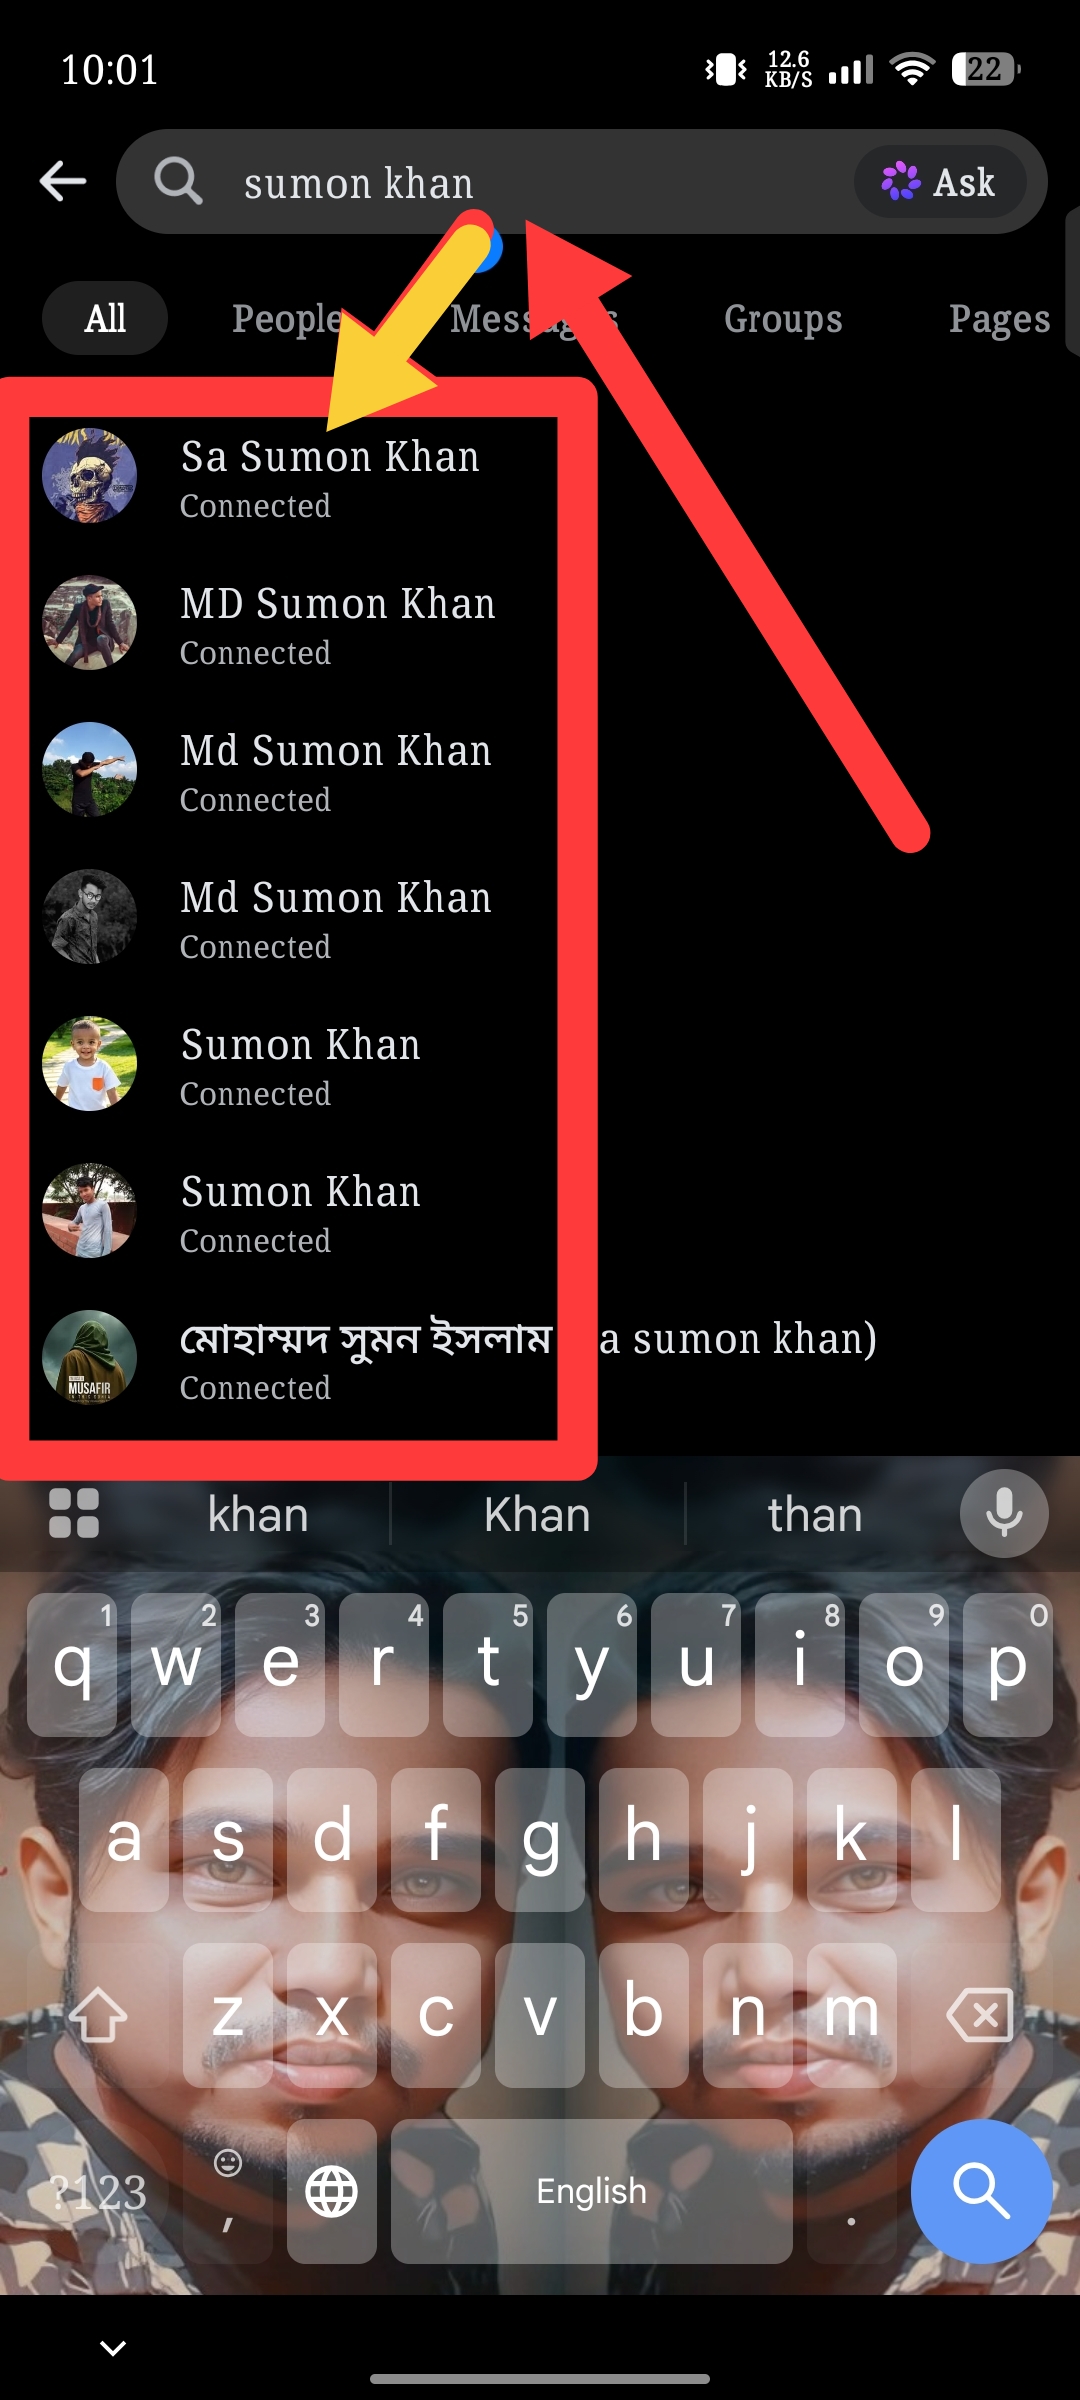 10:01
12.6
KB/S
22
sumon khan
Ask
All
People
Messages
Groups
Pages
Sa Sumon Khan
Connected
MD Sumon Khan
Connected
Md Sumon Khan
Connected
Md Sumon Khan
Connected
Sumon Khan
Connected
Sumon Khan
Connected
মোহাম্মদ সুমন ইসলাম a sumon khan)
Connected
MUSAFIR
khan
Khan
than
q 1 w 2 e 3 r 4 t 5 y 6 u 7 i 8 o 9 p 0
a s d f g h j k l
z x c v b n m
?123
,
English
.